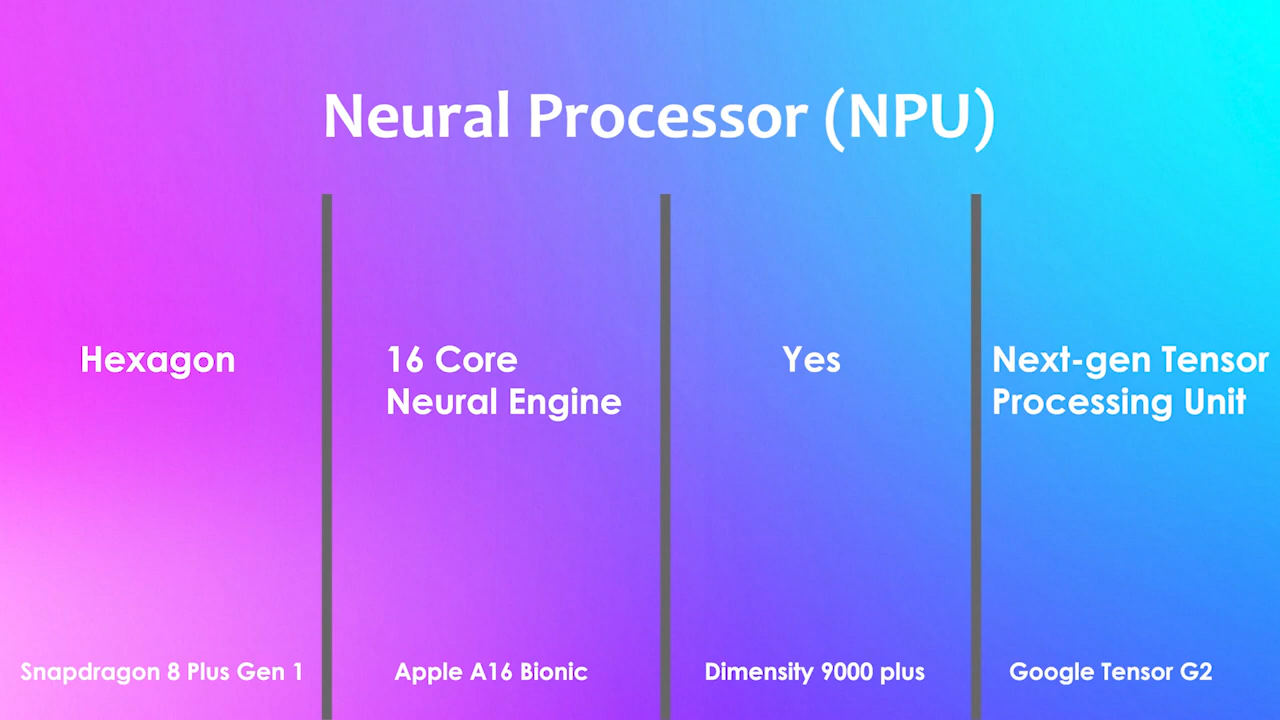 Neural Processor (NPU)
Hexagon
16 Core
Neural Engine
Yes
Next-gen Tensor
Processing Unit
Snapdragon 8 Plus Gen 1
Apple A16 Bionic
Dimensity 9000 plus
Google Tensor G2